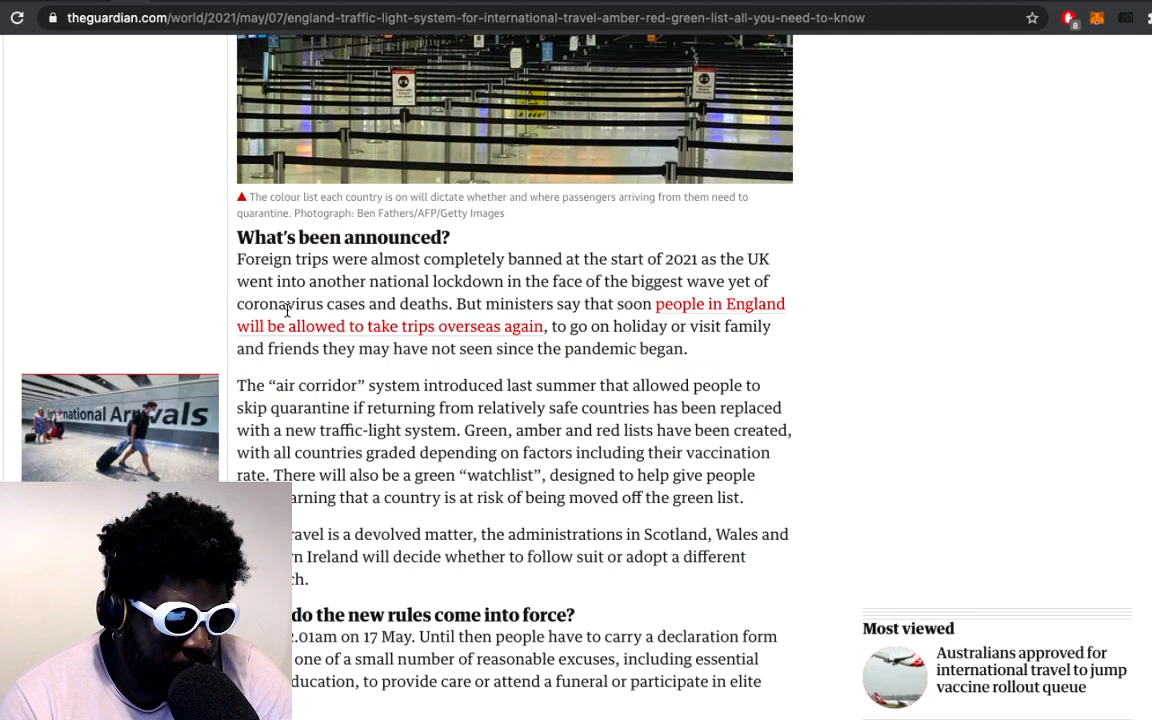 theguardian.com/world/2021/may/07/england-traffic-light-system-for-international-travel-amber-red-green-list-all-you-need-to-know
8
The colour list each country is on will dictate whether and where passengers arriving from them need to
quarantine. Photograph: Ben Fathers/AFP/Getty Images
What's been announced?
Foreign trips were almost completely banned at the start of 2021 as the UK
went into another national lockdown in the face of the biggest wave yet of
coronavirus cases and deaths. But ministers say that soon people in England
will be allowed to take trips overseas again, to go on holiday or visit family
and friends they may have not seen since the pandemic began.
The “air corridor” system introduced last summer that allowed people to
skip quarantine if returning from relatively safe countries has been replaced
with a new traffic-light system. Green, amber and red lists have been created,
with all countries graded depending on factors including their vaccination
rate. There will also be a green “watchlist”, designed to help give people
arning that a country is at risk of being moved off the green list.
ravel is a devolved matter, the administrations in Scotland, Wales and
n Ireland will decide whether to follow suit or adopt a different
ch.
do the new rules come into force?
.01am on 17 May. Until then people have to carry a declaration form
one of a small number of reasonable excuses, including essential
ducation, to provide care or attend a funeral or participate in elite
national Arrivals
Most viewed
Australians approved for
international travel to jump
vaccine rollout queue